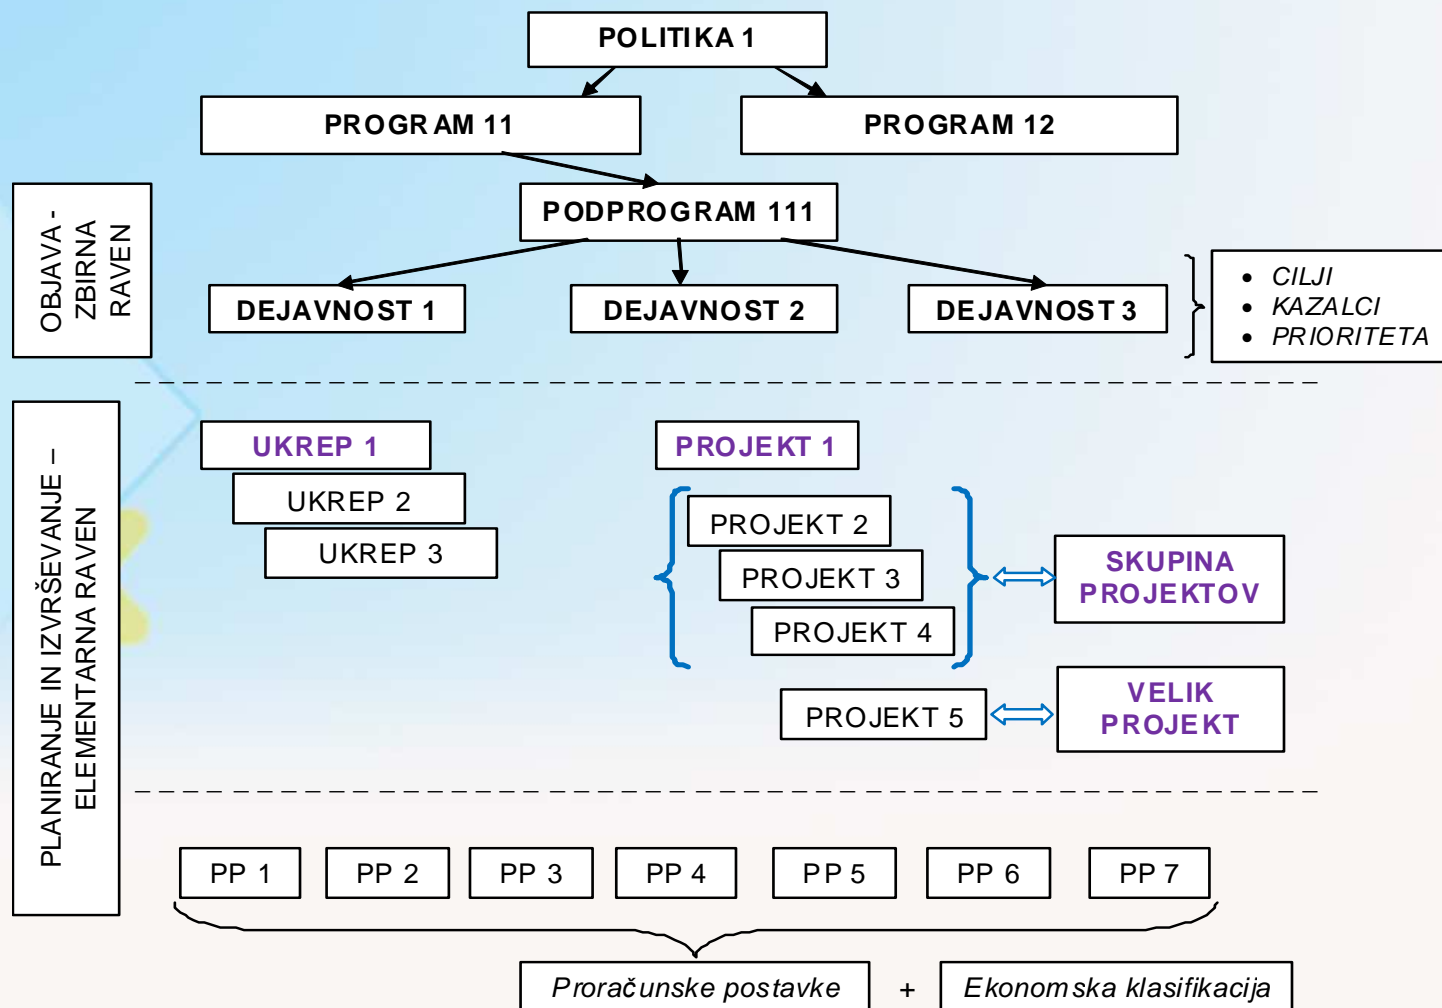 POLITIKA 1
PROGRAM 11
PROGRAM 12
OBJAVA -
ZBIRNA
RAVEN
PODPROGRAM 111
DEJAVNOST 1
DEJAVNOST 2
DEJAVNOST 3
• CILJI
• KAZALCI
• PRIORITETA
PLANIRANJE IN IZVRŠEVANJE –
ELEMENTARNA RAVEN
UKREP 1
UKREP 2
UKREP 3
PROJEKT 1
PROJEKT 2
PROJEKT 3
PROJEKT 4
SKUPINA
PROJEKTOV
PROJEKT 5
VELIK
PROJEKT
PP 1
PP 2
PP 3
PP 4
PP 5
PP 6
PP 7
Proračunske postavke
+
Ekonomska klasifikacija